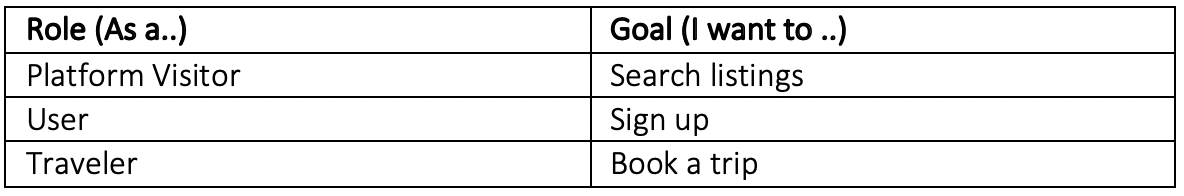 Role (As a..) Goal (I want to ..)
Platform Visitor Search listings
User Sign up
Traveler Book a trip